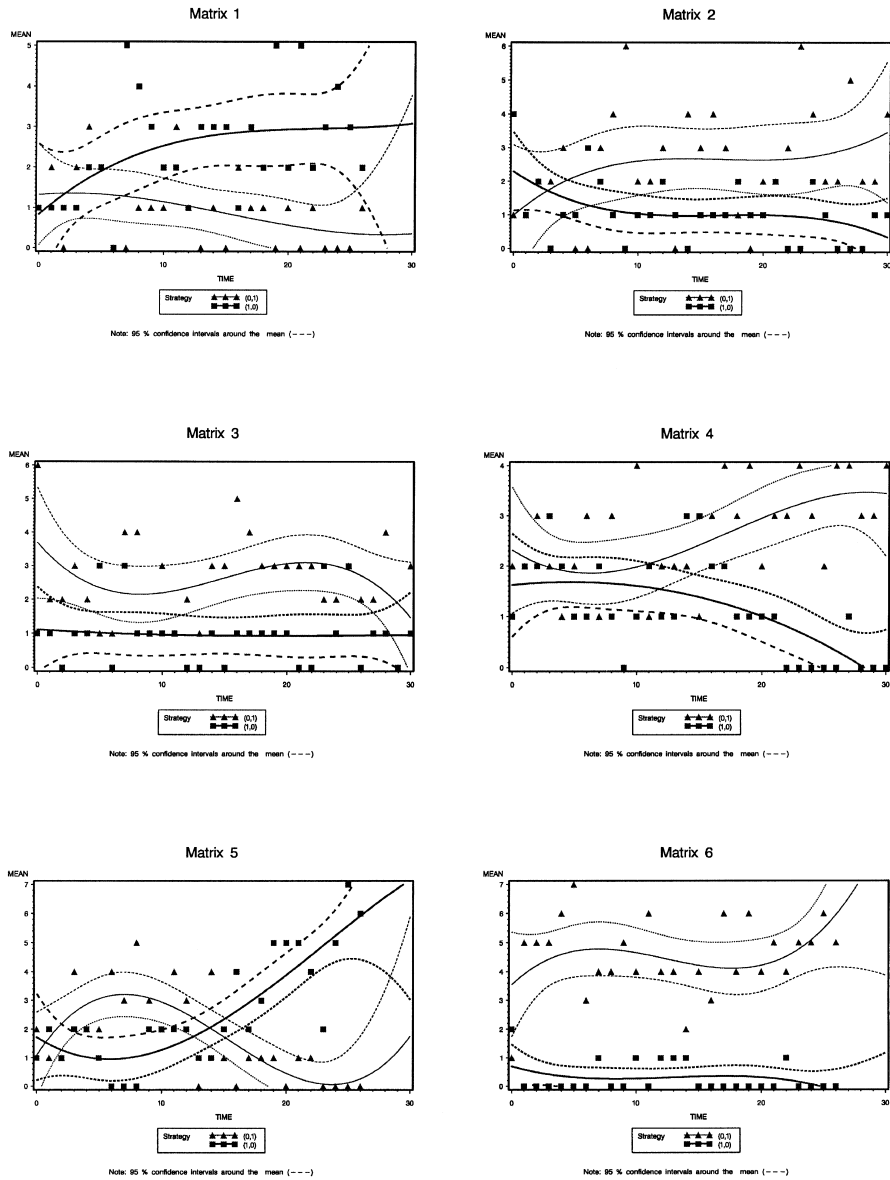 Matrix 1
MEAN
5
4
3
2
1
0
0 10 20 30
TIME
Strategy (0,1)
(1,0)
Note: 95 % confidence intervals around the mean (---)
Matrix 2
MEAN
6
5
4
3
2
1
0
0 10 20 30
TIME
Strategy (0,1)
(1,0)
Note: 95 % confidence intervals around the mean (---)
Matrix 3
MEAN
6
5
4
3
2
1
0
0 10 20 30
TIME
Strategy (0,1)
(1,0)
Note: 95 % confidence intervals around the mean (---)
Matrix 4
MEAN
4
3
2
1
0
0 10 20 30
TIME
Strategy (0,1)
(1,0)
Note: 95 % confidence intervals around the mean (---)
Matrix 5
MEAN
7
6
5
4
3
2
1
0
0 10 20 30
TIME
Strategy (0,1)
(1,0)
Note: 95 % confidence intervals around the mean (---)
Matrix 6
MEAN
7
6
5
4
3
2
1
0
0 10 20 30
TIME
Strategy (0,1)
(1,0)
Note: 95 % confidence intervals around the mean (---)